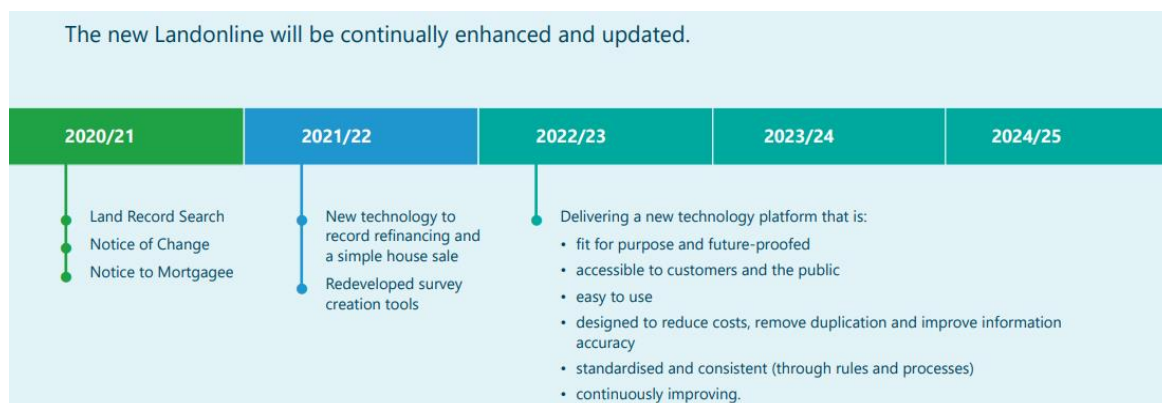 The new Landonline will be continually enhanced and updated.
2020/21
2021/22
2022/23
2023/24
2024/25
Land Record Search
Notice of Change
Notice to Mortgagee
New technology to
record refinancing and
a simple house sale
Redeveloped survey
creation tools
Delivering a new technology platform that is:
• fit for purpose and future-proofed
• accessible to customers and the public
• easy to use
• designed to reduce costs, remove duplication and improve information
accuracy
• standardised and consistent (through rules and processes)
• continuously improving.